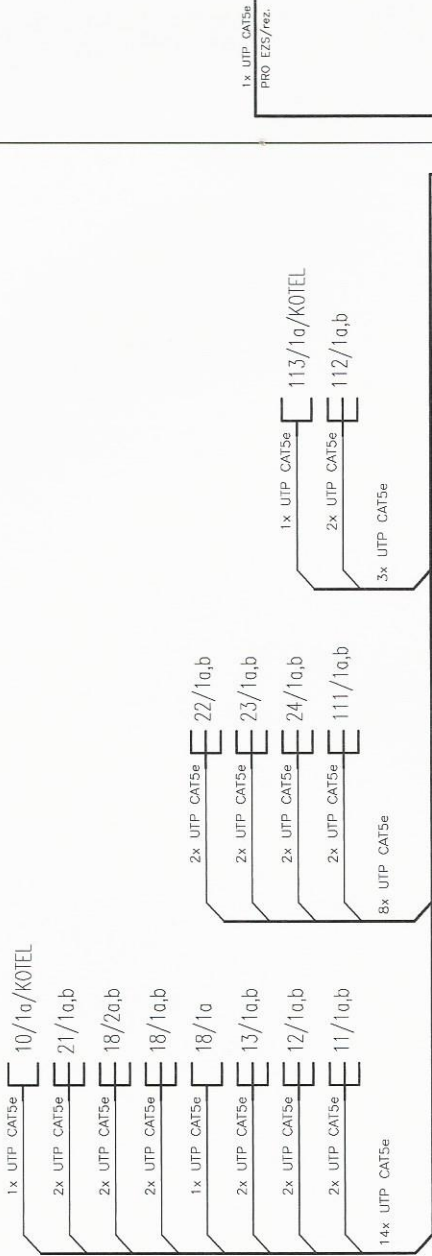 1x UTP CAT5e 10/1a/KOTEL
2x UTP CAT5e 21/1a,b
2x UTP CAT5e 18/2a,b
2x UTP CAT5e 18/1a,b
1x UTP CAT5e 18/1a
2x UTP CAT5e 13/1a,b
2x UTP CAT5e 12/1a,b
2x UTP CAT5e 11/1a,b
14x UTP CAT5e
2x UTP CAT5e 22/1a,b
2x UTP CAT5e 23/1a,b
2x UTP CAT5e 24/1a,b
2x UTP CAT5e 111/1a,b
8x UTP CAT5e
1x UTP CAT5e 113/1a/KOTEL
2x UTP CAT5e 112/1a,b
3x UTP CAT5e
1x UTP CAT5e
PRO EZS/rez.